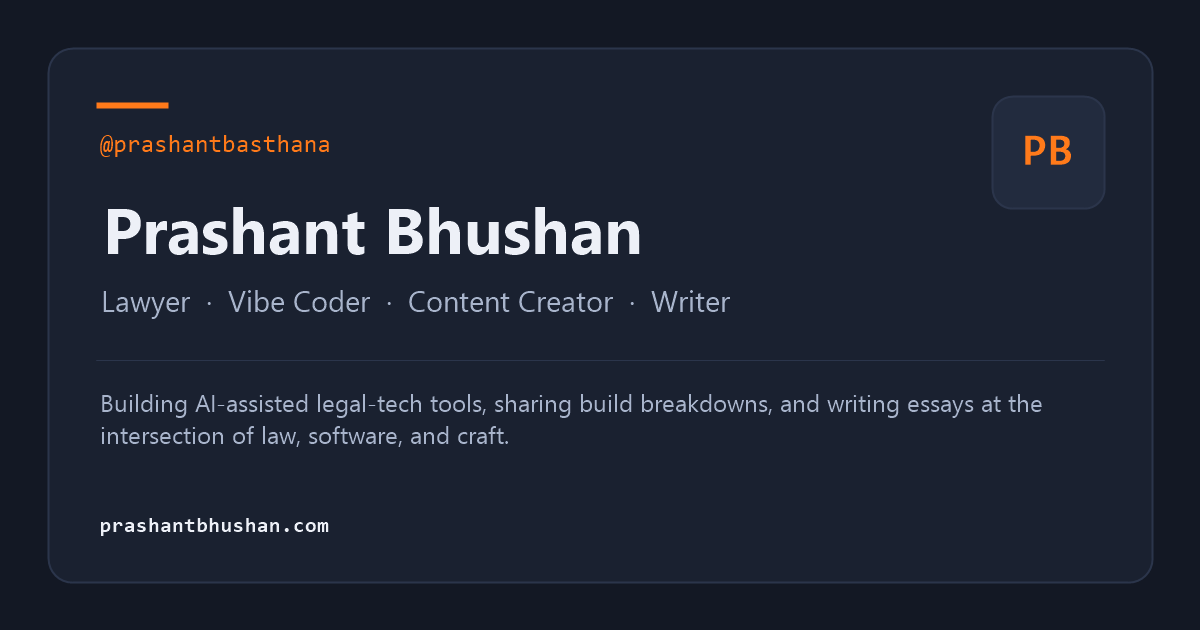 @prashantbasthana
PB
Prashant Bhushan
Lawyer · Vibe Coder · Content Creator · Writer
Building AI-assisted legal-tech tools, sharing build breakdowns, and writing essays at the
intersection of law, software, and craft.
prashantbhushan.com